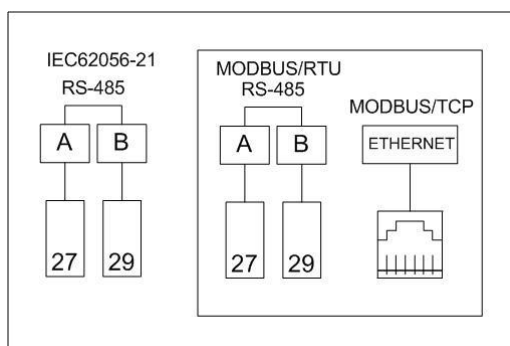 IEC62056-21
RS-485
A B
27 29
MODBUS/RTU
RS-485
A B
27 29
MODBUS/TCP
ETHERNET